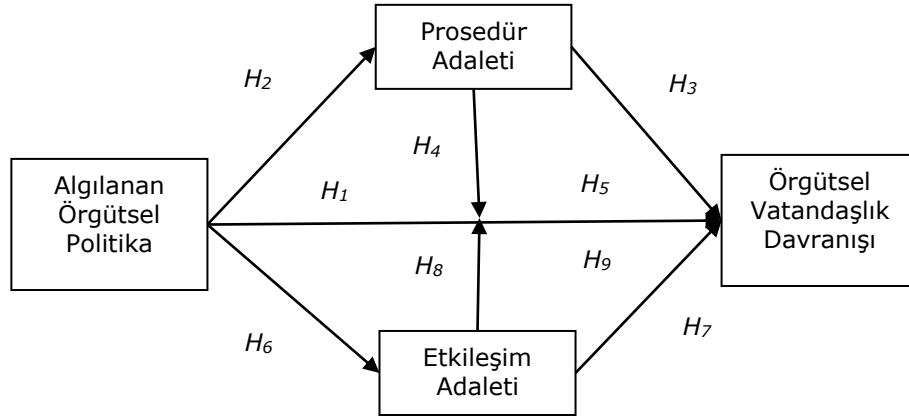 Prosedür
Adaleti
H2
H3
H4
Algılanan
Örgütsel
Politika
H1
H5
Örgütsel
Vatandaşlık
Davranışı
H8
H9
H6
H7
Etkileşim
Adaleti